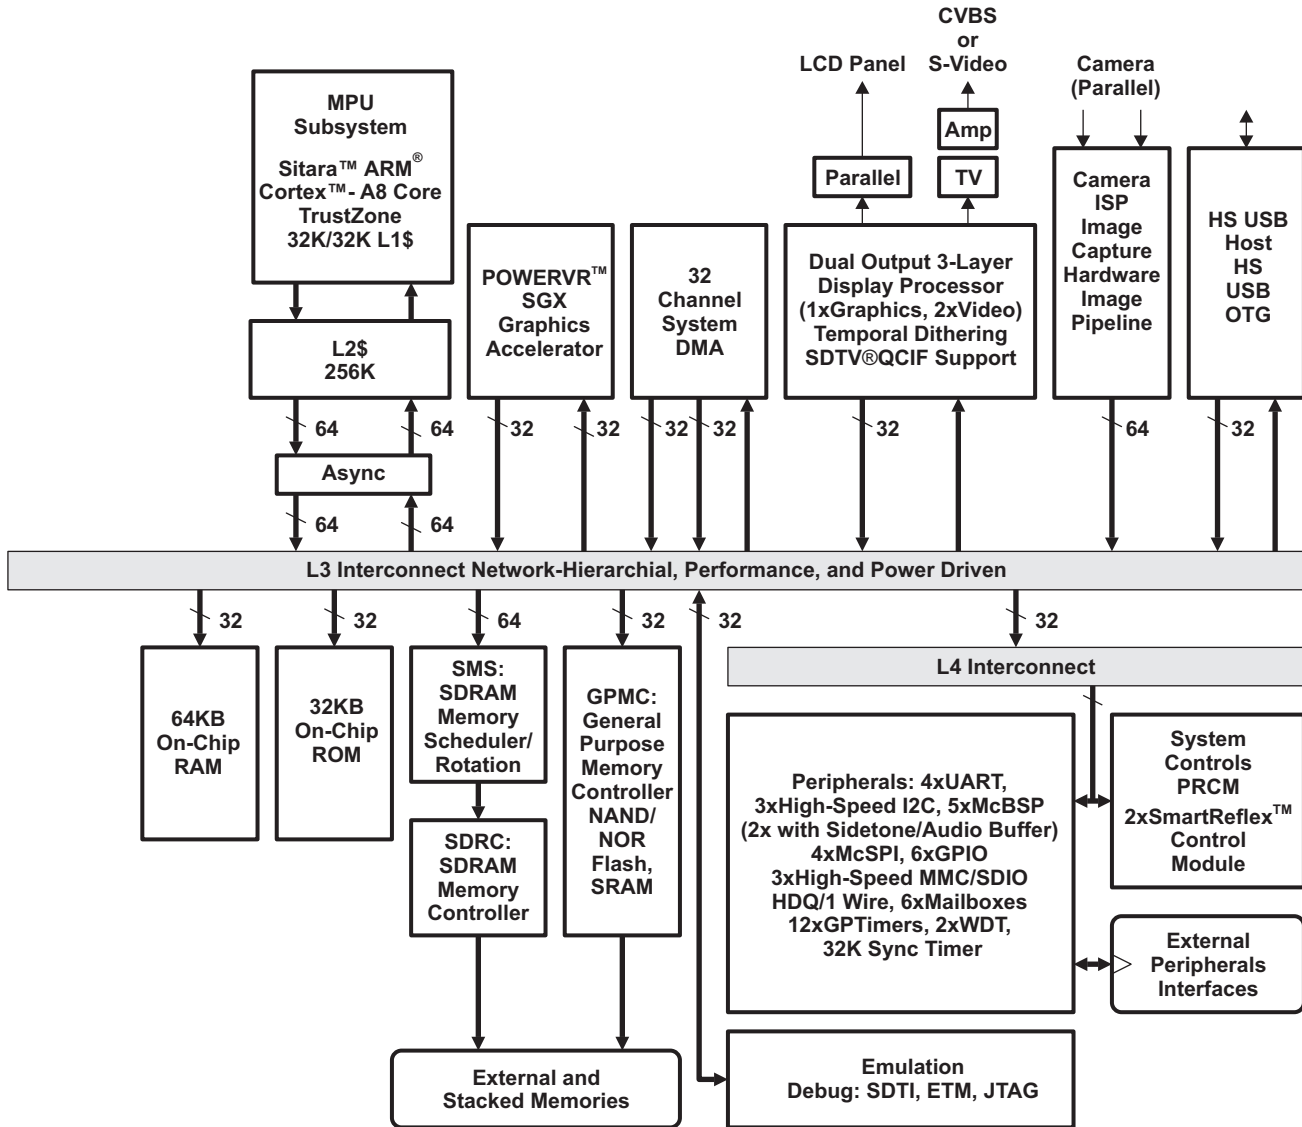 CVBS
or
S-Video
LCD Panel
Camera
(Parallel)
MPU
Subsystem
Sitara™ ARM®
Cortex™- A8 Core
TrustZone
32K/32K L1$
Amp
Parallel
TV
Camera
ISP
Image
Capture
Hardware
Image
Pipeline
HS USB
Host
HS
USB
OTG
POWERVR™
SGX
Graphics
Accelerator
32
Channel
System
DMA
Dual Output 3-Layer
Display Processor
(1xGraphics, 2xVideo)
Temporal Dithering
SDTV®QCIF Support
L2$
256K
64
64
32
32
32
32
32
64
32
Async
64
64
L3 Interconnect Network-Hierarchial, Performance, and Power Driven
32
32
64
32
32
32
64KB
On-Chip
RAM
32KB
On-Chip
ROM
SMS:
SDRAM
Memory
Scheduler/
Rotation
SDRC:
SDRAM
Memory
Controller
GPMC:
General
Purpose
Memory
Controller
NAND/
NOR
Flash,
SRAM
L4 Interconnect
Peripherals: 4xUART,
3xHigh-Speed I2C, 5xMcBSP
(2x with Sidetone/Audio Buffer)
4xMcSPI, 6xGPIO
3xHigh-Speed MMC/SDIO
HDQ/1 Wire, 6xMailboxes
12xGPTimers, 2xWDT,
32K Sync Timer
System
Controls
PRCM
2xSmartReflex™
Control
Module
External
Peripherals
Interfaces
External and
Stacked Memories
Emulation
Debug: SDTI, ETM, JTAG